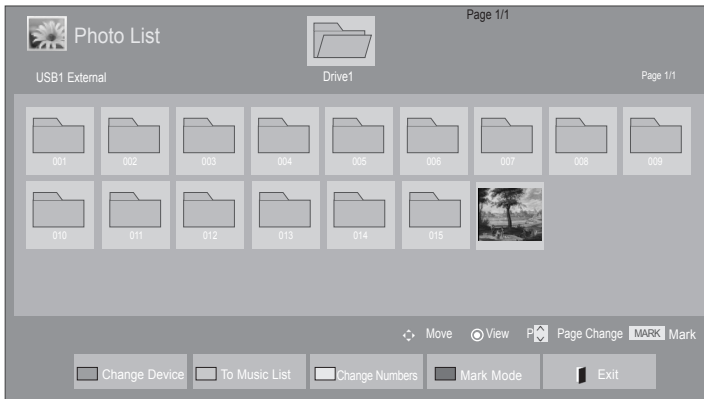 Page 1/1
Photo List
USB1 External
Drive1
Page 1/1
001 002 003 004 005 006 007 008 009
010 011 012 013 014 015
Move View P Page Change MARK Mark
Change Device To Music List Change Numbers Mark Mode Exit